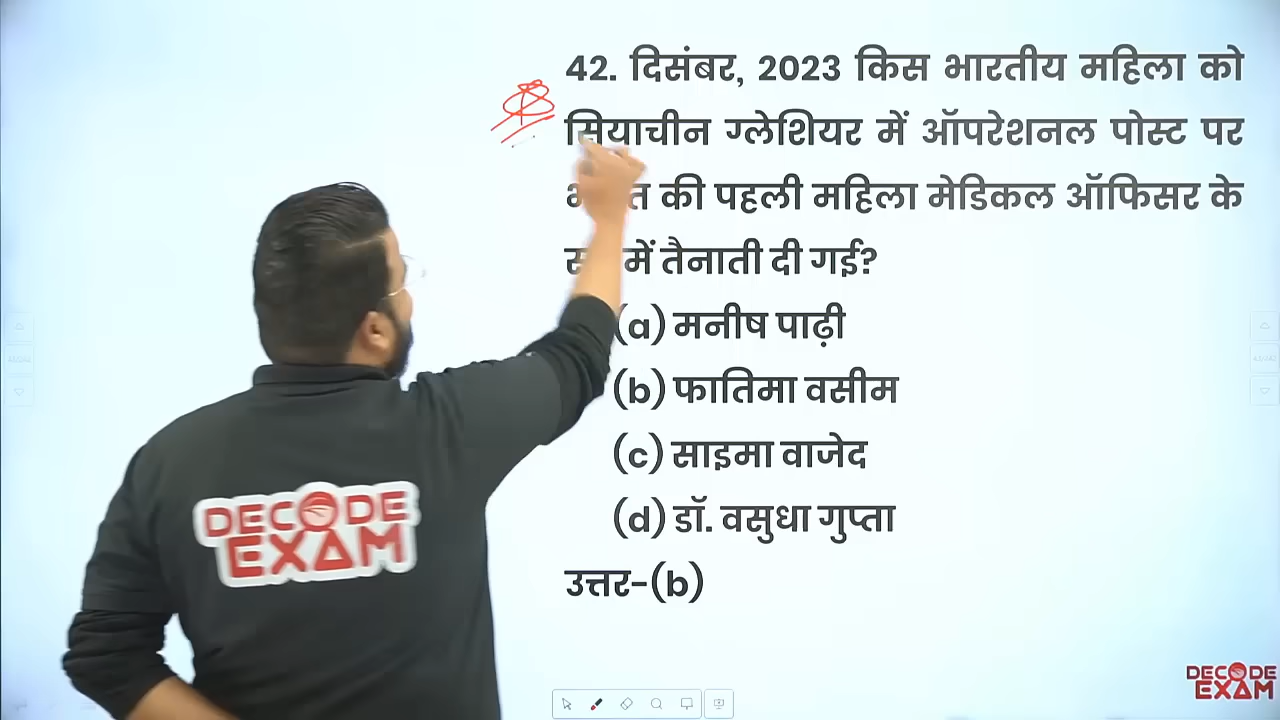 42. दिसंबर, 2023 किस भारतीय महिला को
सियाचीन ग्लेशियर में ऑपरेशनल पोस्ट पर
की पहली महिला मेडिकल ऑफिसर के
में तैनाती दी गई?
(a) मनीष पाढ़ी
(b) फातिमा वसीम
(c) साइमा वाजेद
(d) डॉ. वसुधा गुप्ता
उत्तर-(b)
DECODE
EXAM
DECODE
EXAM